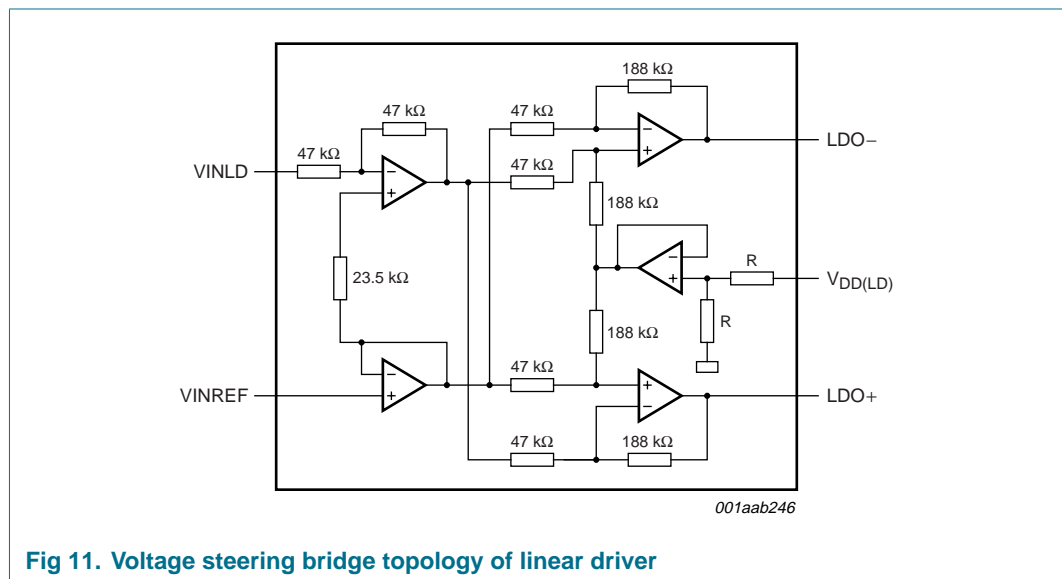 188 kΩ
47 kΩ
47 kΩ
47 kΩ
LDO−
VINLD
47 kΩ
188 kΩ
R
VDD(LD)
23.5 kΩ
R
188 kΩ
47 kΩ
VINREF
LDO+
47 kΩ
188 kΩ
001aab246
Fig 11. Voltage steering bridge topology of linear driver